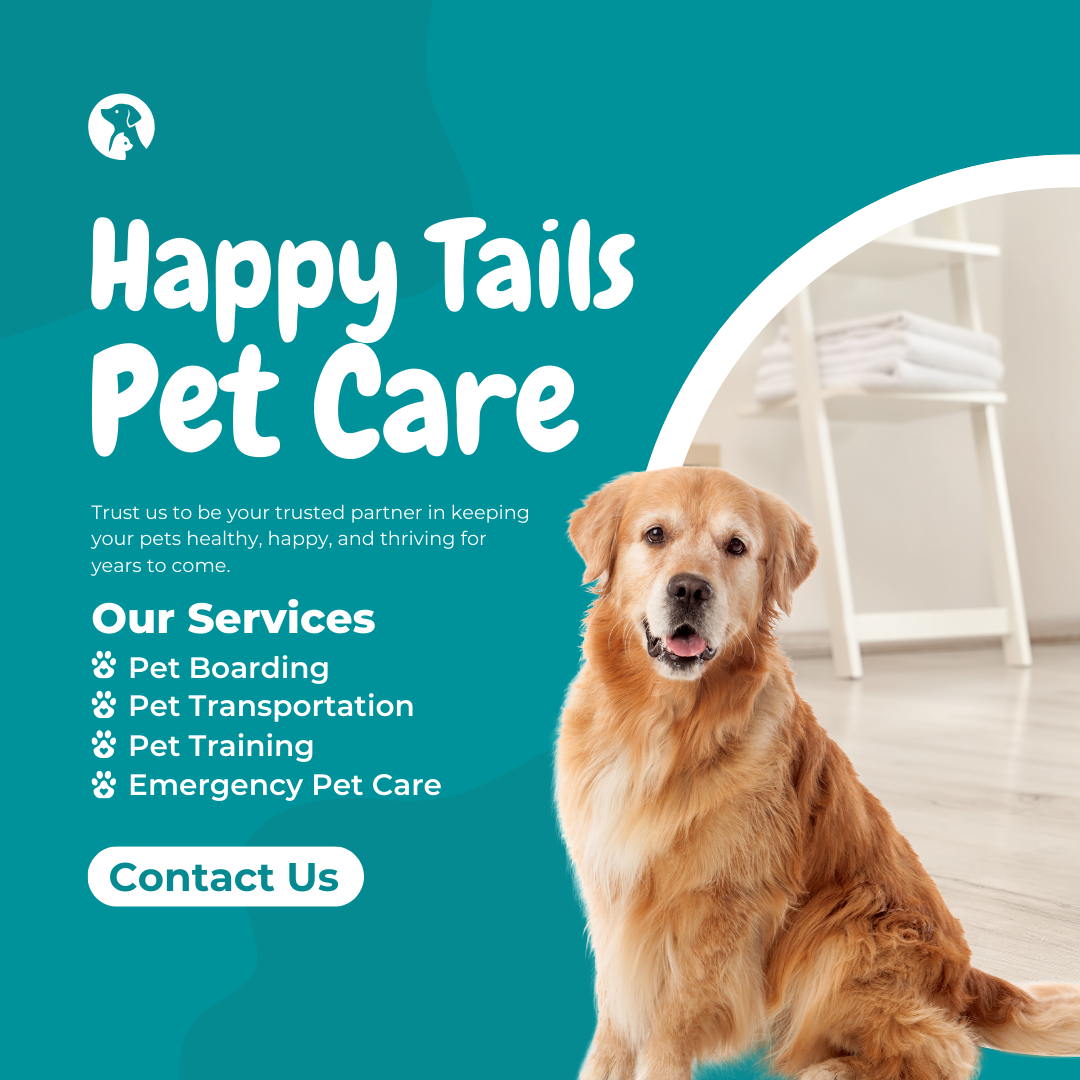 Happy Tails
Pet Care
Trust us to be your trusted partner in keeping
your pets healthy, happy, and thriving for
years to come.
Our Services
Pet Boarding
Pet Transportation
Pet Training
Emergency Pet Care
Contact Us